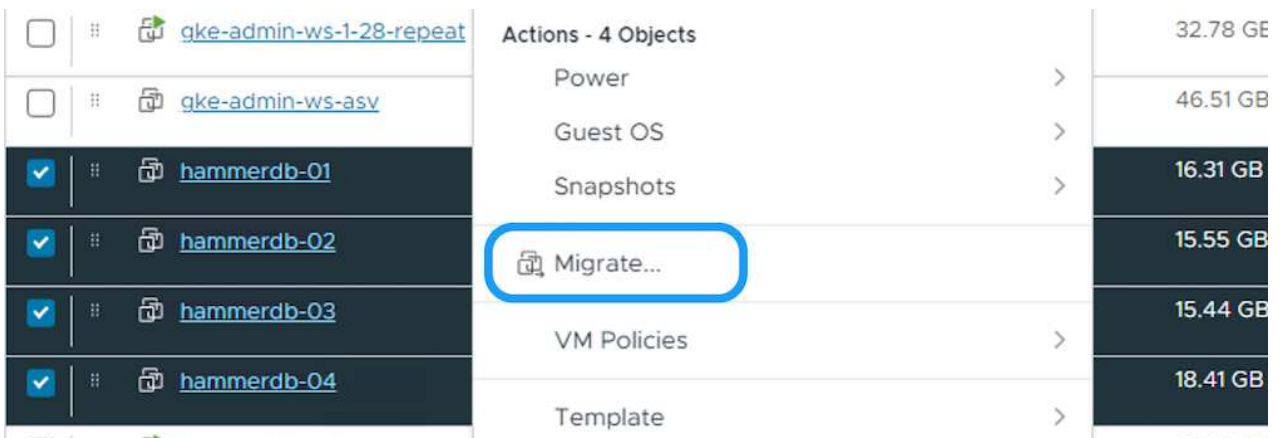 gke-admin-ws-1-28-repeat
gke-admin-ws-asv
hammerdb-01
hammerdb-02
hammerdb-03
hammerdb-04
Actions - 4 Objects
Power
Guest OS
Snapshots
Migrate...
VM Policies
Template
32.78 GB
46.51 GB
16.31 GB
15.55 GB
15.44 GB
18.41 GB